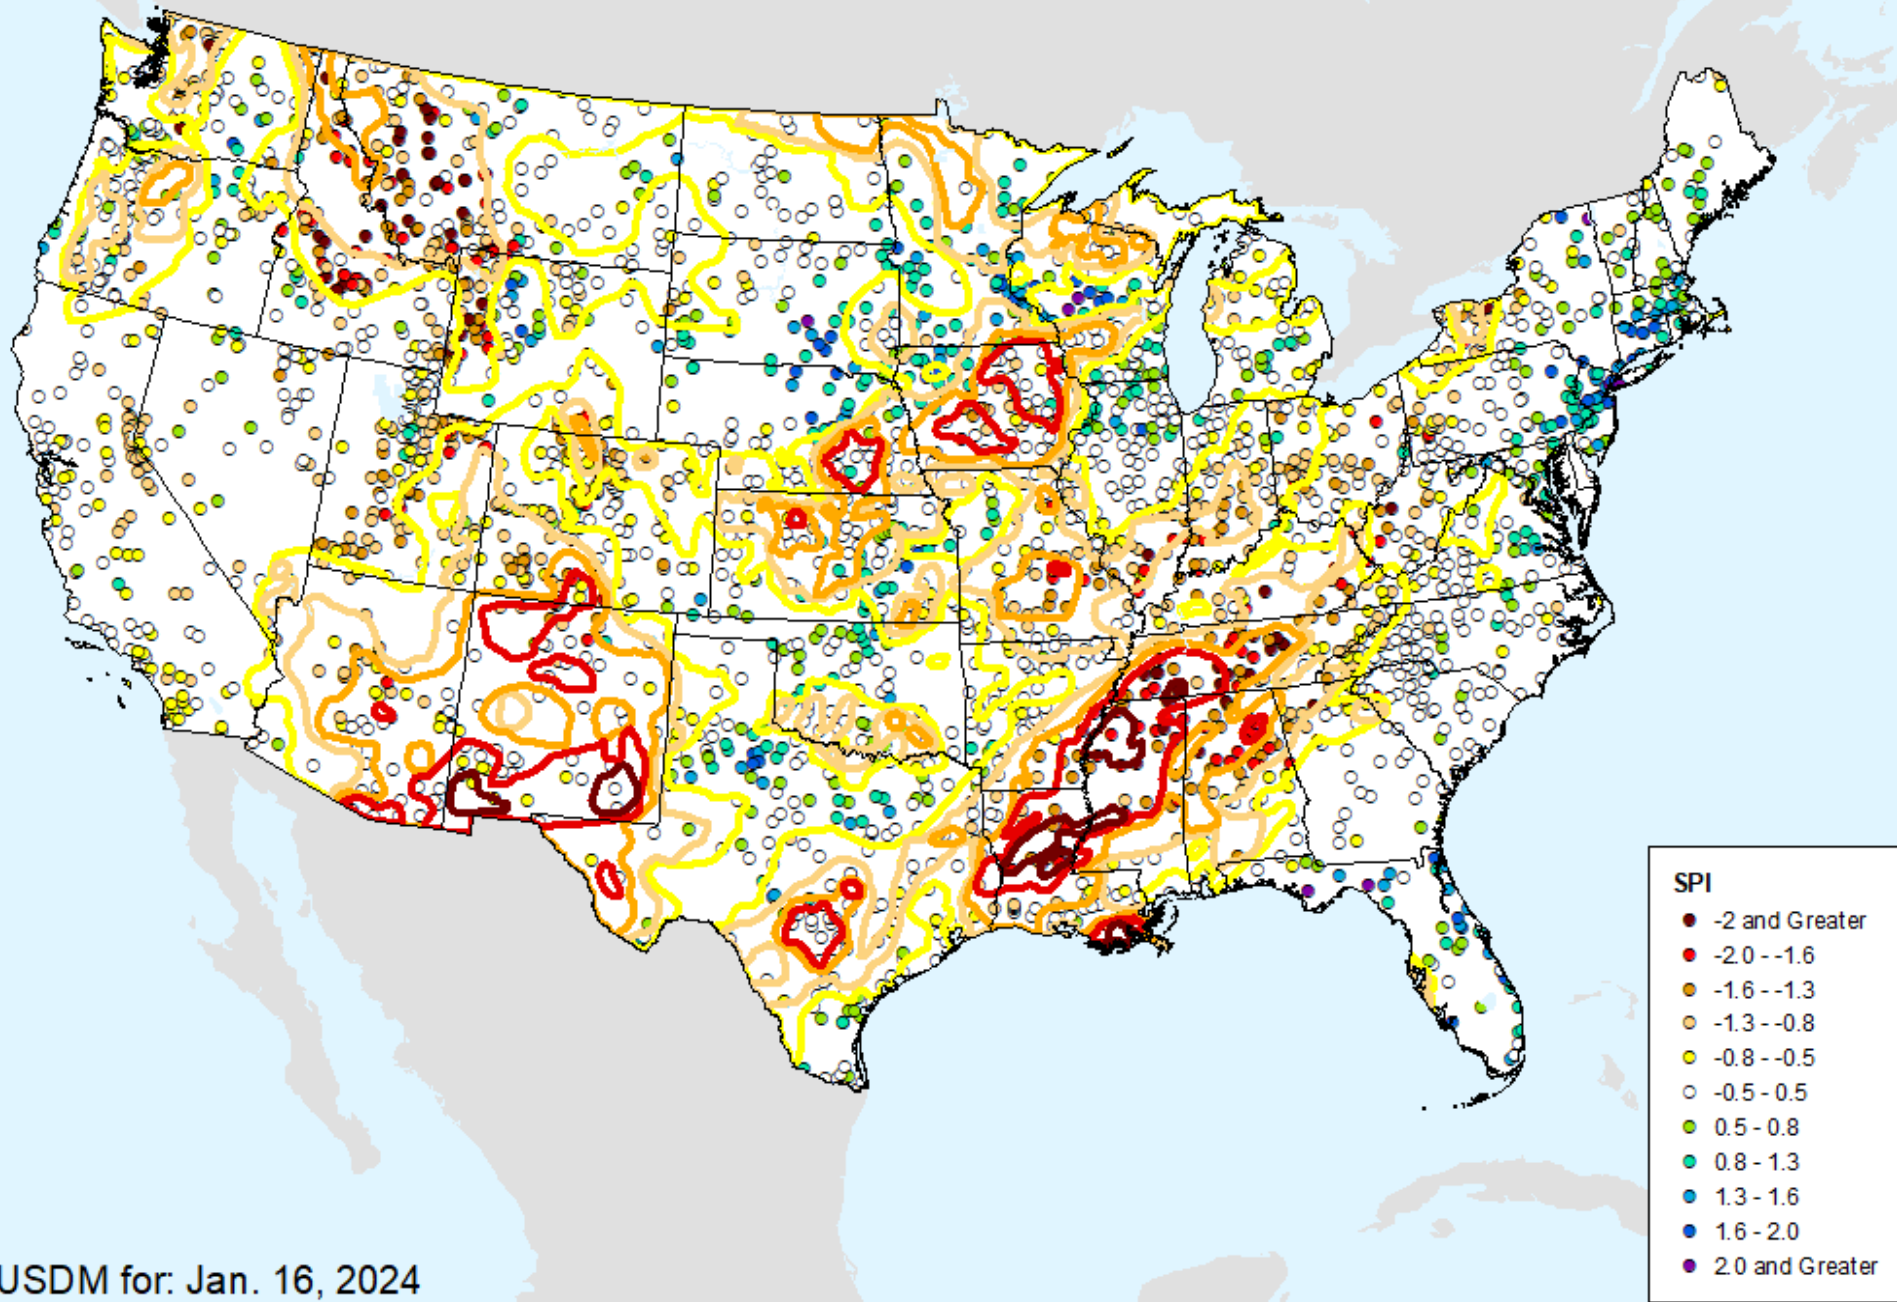 SPI
-2 and Greater
-2.0 - -1.6
-1.6 - -1.3
-1.3 - -0.8
-0.8 - -0.5
-0.5 - 0.5
0.5 - 0.8
0.8 - 1.3
1.3 - 1.6
1.6 - 2.0
2.0 and Greater
USDM for: Jan. 16, 2024